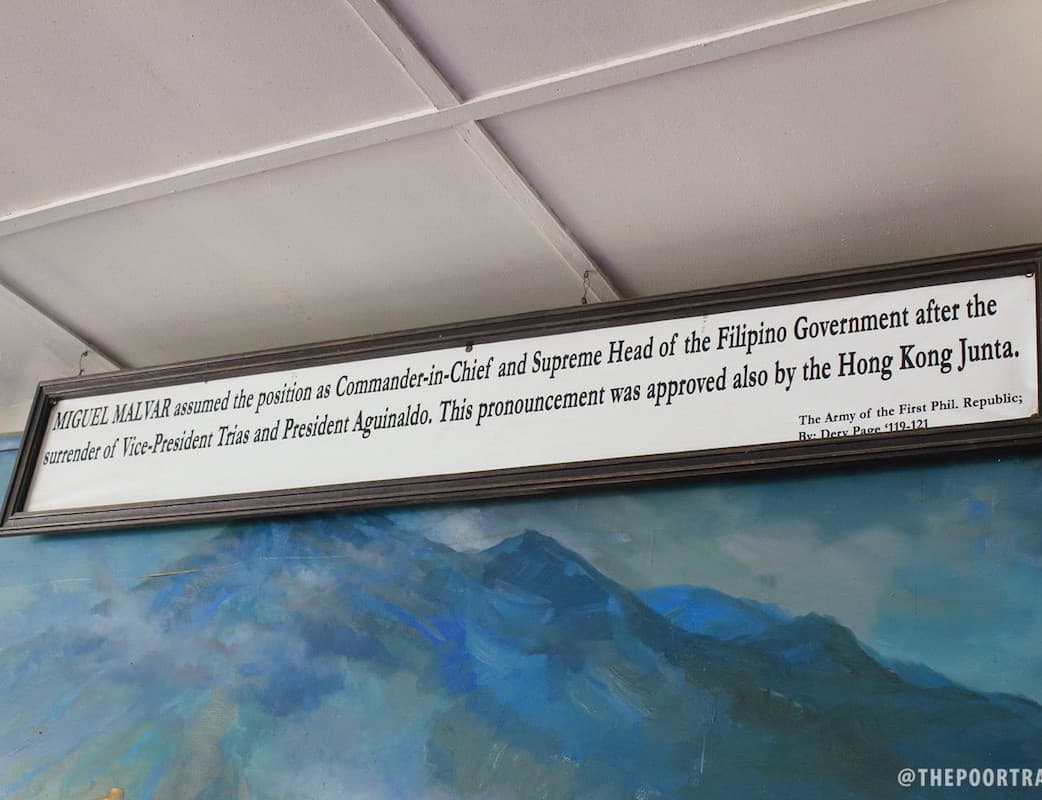 MIGUEL MALVAR assumed the position as Commander-in-Chief and Supreme Head of the Filipino Government after the
surrender of Vice-President Trias and President Aguinaldo. This pronouncement was approved also by the Hong Kong Junta.
The Army of the First Phil. Republic;
By: Dery Page '119-121
@THEPOORTRA